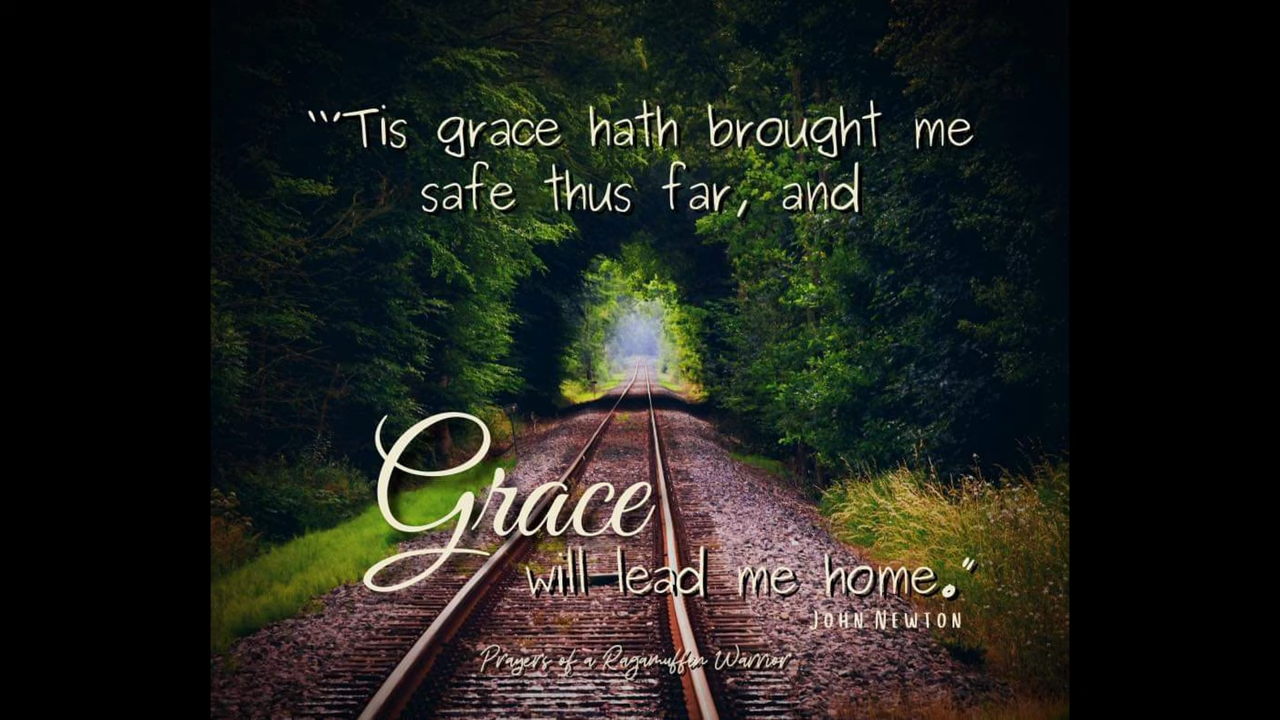 "'Tis grace hath brought me
safe thus far, and
Grace
will lead me home."
John Newton
Prayers of a Ragamuffin Warrior